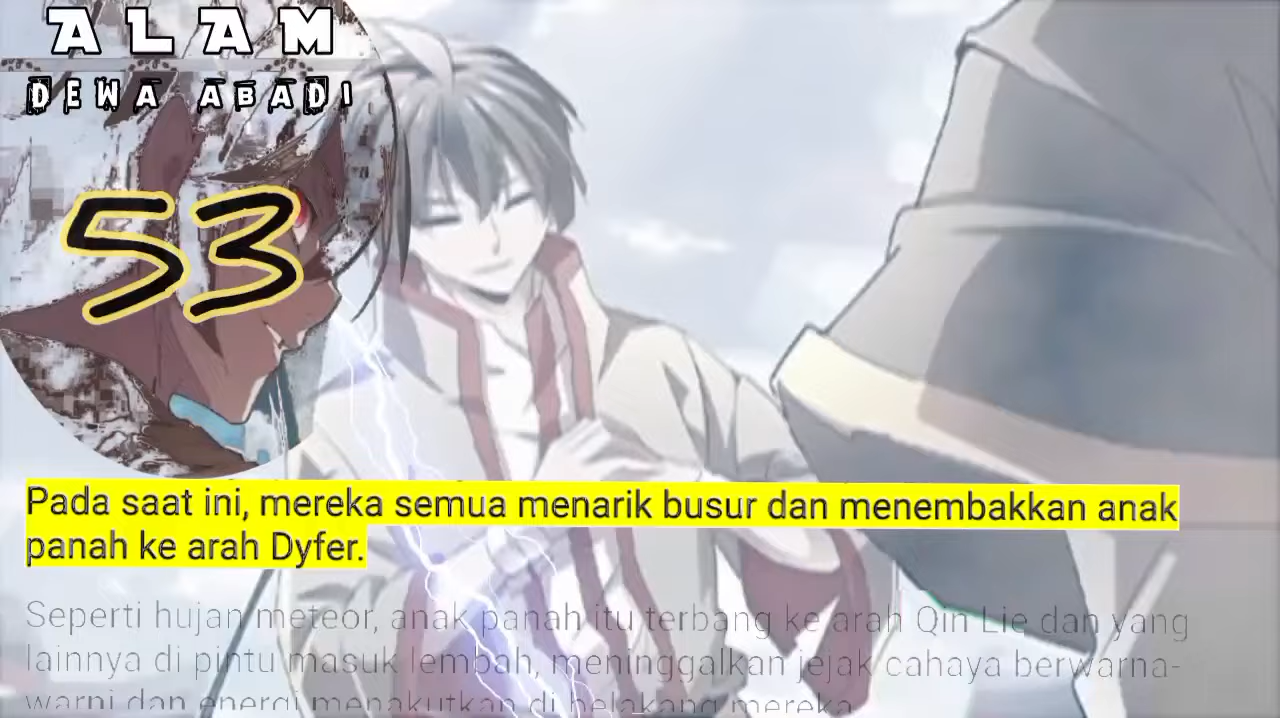 ALAM
DEWA ABADI
53
Pada saat ini, mereka semua menarik busur dan menembakkan anak
panah ke arah Dyfer.
Seperti hujan meteor, anak panah itu terbang ke arah Qin Lie dan yang
lainnya di pintu masuk lembah, meninggalkan jejak cahaya berwarna-
warni dan energi menakutkan di belakang mereka.